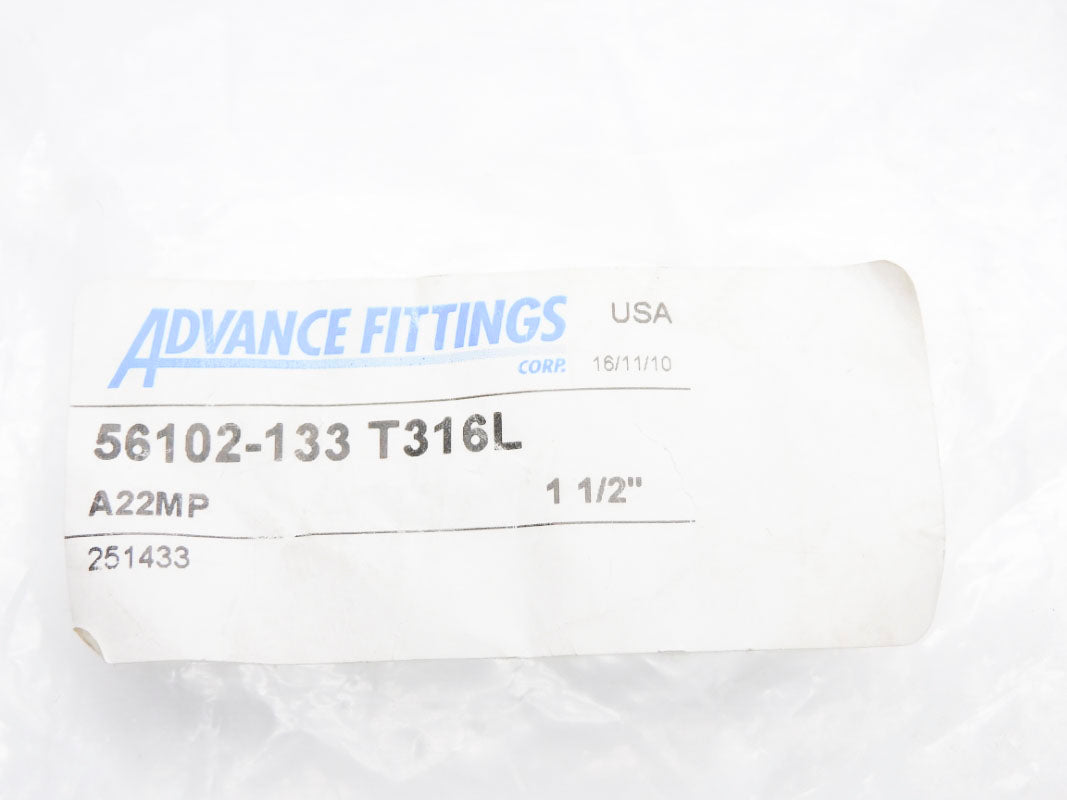 ADVANCE FITTINGS
CORP.
USA
16/11/10
56102-133 T316L
A22MP 1 1/2"
251433